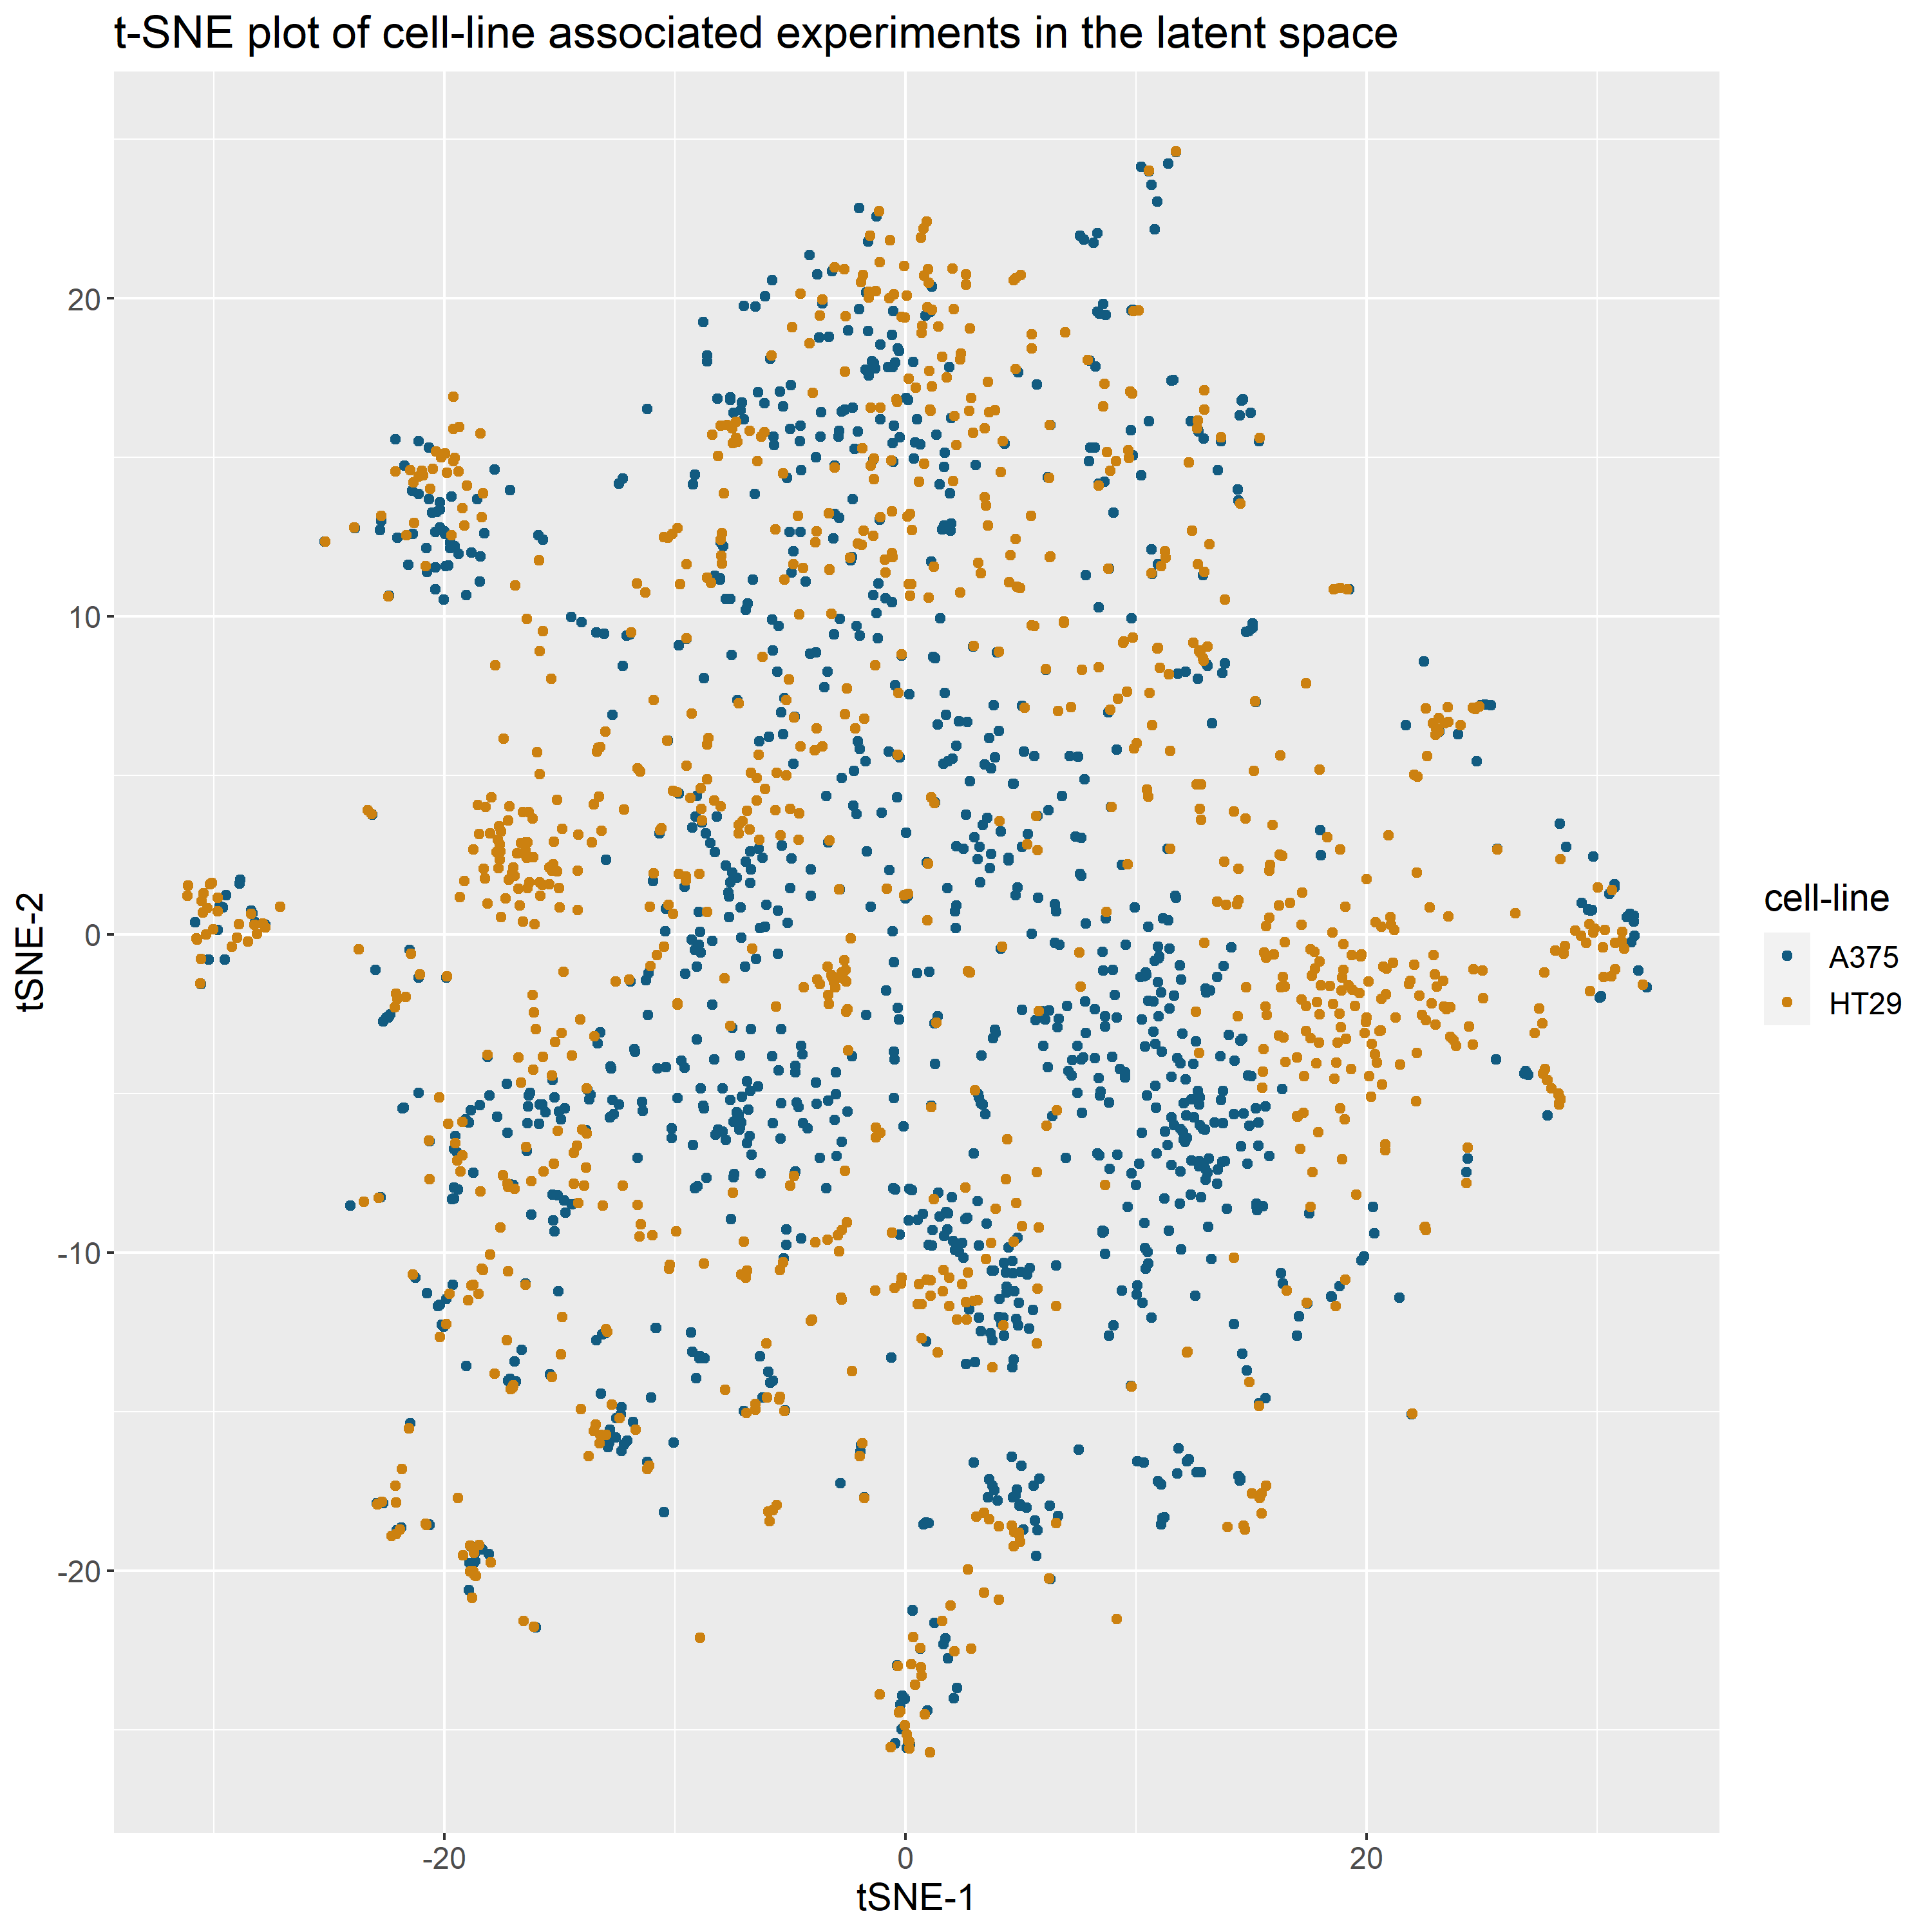 t-SNE plot of cell-line associated experiments in the latent space
20
10
0
-10
-20
tSNE-2
-20
0
20
tSNE-1
cell-line
A375
HT29